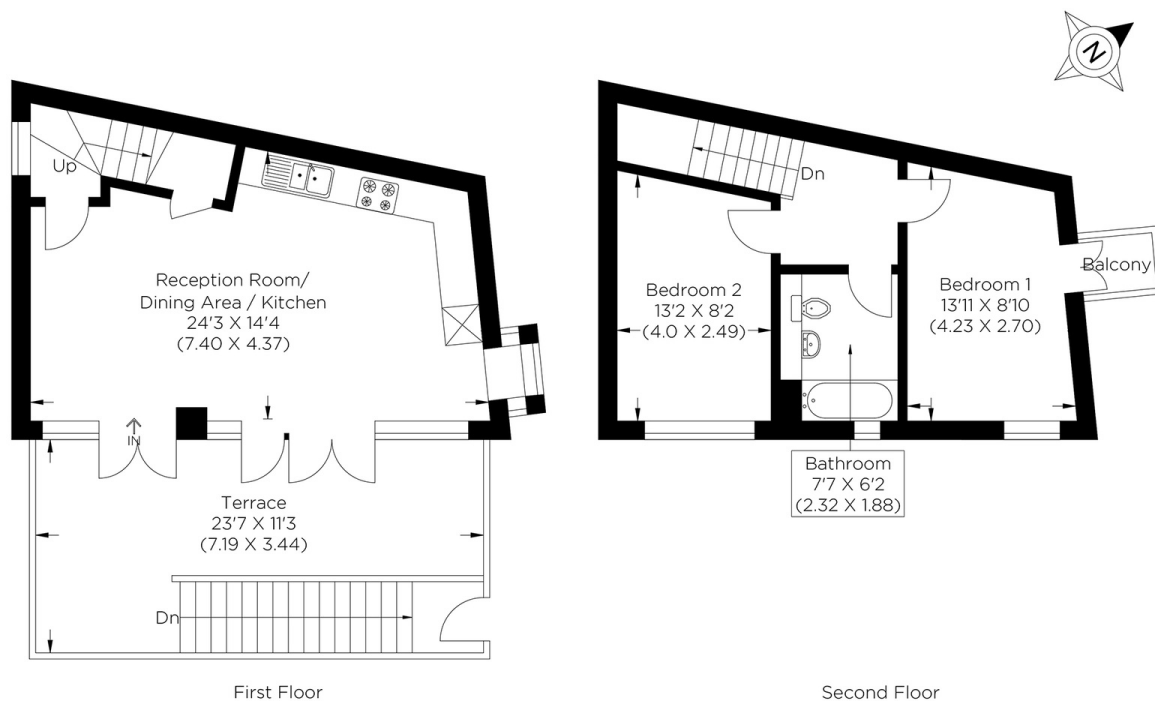 N
Up
Reception Room/
Dining Area / Kitchen
24'3 X 14'4
(7.40 X 4.37)
IN
Terrace
23'7 X 11'3
(7.19 X 3.44)
Dn
First Floor
Dn
Bedroom 2
13'2 X 8'2
(4.0 X 2.49)
Bedroom 1
13'11 X 8'10
(4.23 X 2.70)
Balcony
Bathroom
7'7 X 6'2
(2.32 X 1.88)
Second Floor